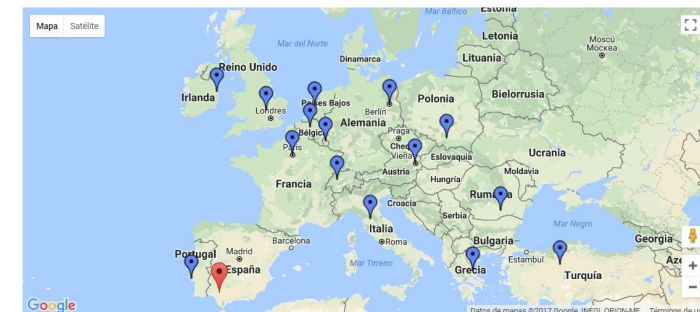 Mapa Satélite
Mar Báltico
Estonia
Letonia
Moscú
Москва
Mar del Norte
Dinamarca
Lituania
Reino Unido
Irlanda
Londres
Países Bajos
Berlín
Polonia
Bielorrusia
Bélgica
Alemania
París
Praga
Viena
Eslovaquia
Ucrania
Francia
Austria
Hungría
Moldavia
Croacia
Serbia
Italia
Roma
Bulgaria
Mar Negro
Georgia
Portugal
Madrid
Barcelona
España
Mar Tirreno
Grecia
Estambul
Turquía
Google
Datos de mapas ©2017 Google, INEGI, ORION-ME